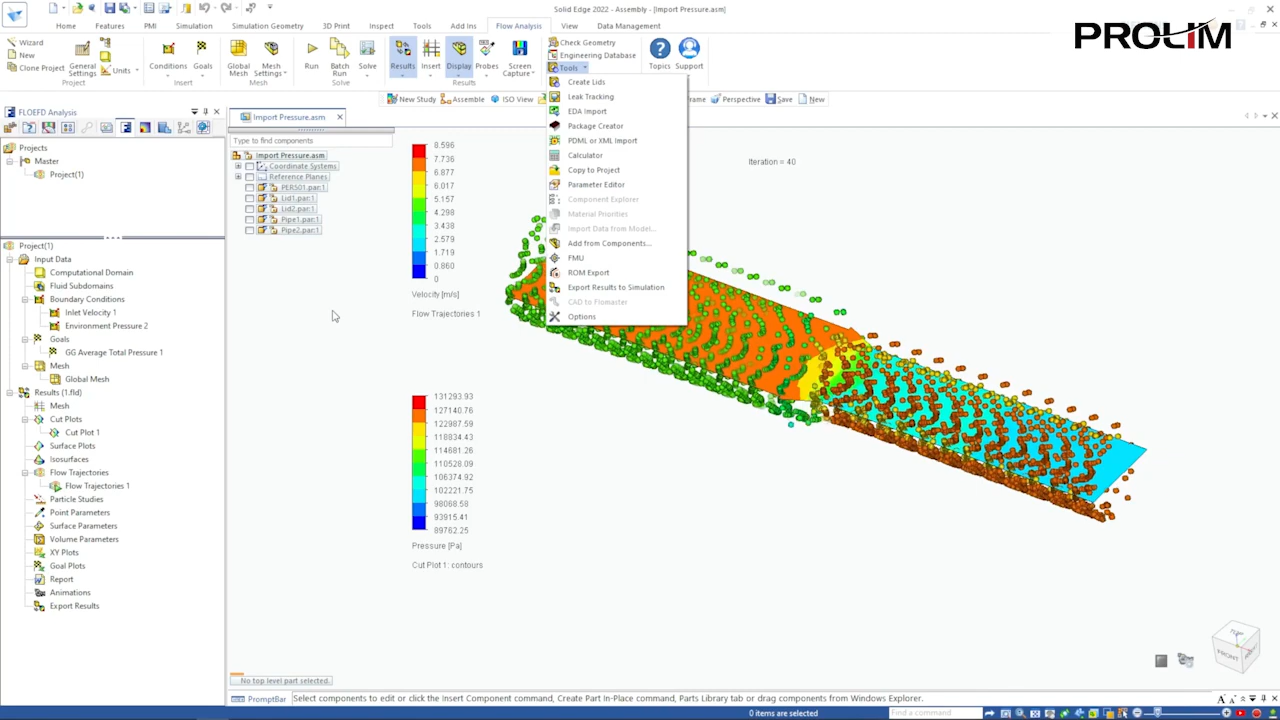 Solid Edge 2022 - Assembly - [Import Pressure.asm]
Home Features PMI Simulation Simulation Geometry 3D Print Inspect Tools Add Ins Flow Analysis View Data Management
PROLIM
Wizard
New
Clone Project
General Settings
Units
Project
Conditions
Goals
Insert
Global Mesh
Mesh Settings
Mesh
Run
Batch Run
Solve
Solve
Results
Insert
Display
Probes
Screen Capture
Results
Check Geometry
Engineering Database
Tools
Topics
Support
New Study Assembly ISO View
rame Perspective Save New
Create Lids
Leak Tracking
EDA Import
Package Creator
PDML or XML Import
Calculator
Copy to Project
Parameter Editor
Component Explorer
Material Priorities
Import Data from Model...
Add from Components...
FMU
ROM Export
Export Results to Simulation
CAD to Flomaster
Options
FLOEFD Analysis
Projects
Master
Project(1)
Project(1)
Input Data
Computational Domain
Fluid Subdomains
Boundary Conditions
Inlet Velocity 1
Environment Pressure 2
Goals
GG Average Total Pressure 1
Mesh
Global Mesh
Results (1.fld)
Mesh
Cut Plots
Cut Plot 1
Surface Plots
Isosurfaces
Flow Trajectories
Flow Trajectories 1
Particle Studies
Point Parameters
Surface Parameters
Volume Parameters
XY Plots
Goal Plots
Report
Animations
Export Results
Import Pressure.asm
Type to find components
Import Pressure.asm
Coordinate Systems
Reference Planes
PERS01.par:1
Lid1.par:1
Lid2.par:1
Pipe1.par:1
Pipe2.par:1
8.596
7.736
6.877
6.017
5.157
4.298
3.438
2.579
1.719
0.860
0
Velocity [m/s]
Flow Trajectories 1
Iteration = 40
131293.93
127140.76
122987.59
118834.43
114681.26
110528.09
106374.92
102221.75
98068.58
93915.41
89762.25
Pressure [Pa]
Cut Plot 1: contours
FRONT
No top level part selected.
PromptBar
Select components to edit or click the Insert Component command, Create Part In-Place command, Parts Library tab or drag components from Windows Explorer.
0 items are selected
Find a command